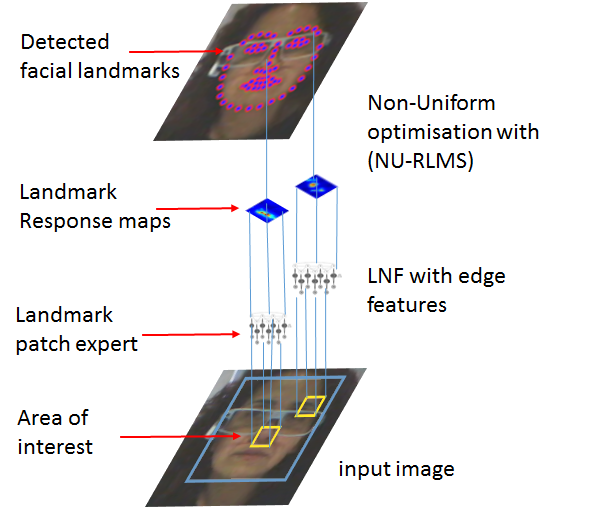 Detected
facial landmarks
Non-Uniform
optimisation with
(NU-RLMS)
Landmark
Response maps
LNF with edge
features
Landmark
patch expert
Area of
interest
input image